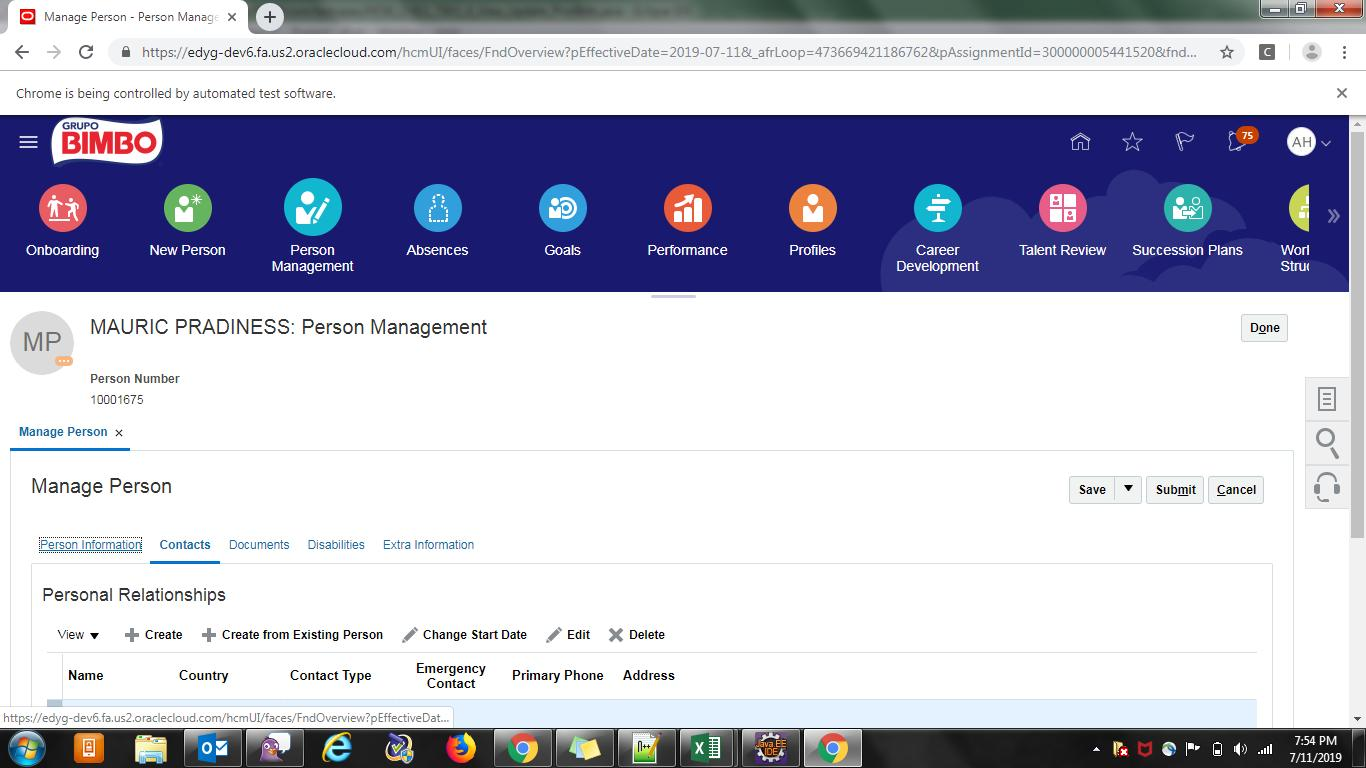 Manage Person - Person Manage
https://edyg-dev6.fa.us2.oraclecloud.com/hcmUI/faces/FndOverview?pEffectiveDate=2019-07-11&_afrLoop=473669421186762&pAssignmentId=300000005441520&fnd...
C
Chrome is being controlled by automated test software.
GRUPO
BIMBO
75
AH
Onboarding
New Person
Person
Management
Absences
Goals
Performance
Profiles
Career
Development
Talent Review
Succession Plans
Worl
Struc
MP
MAURIC PRADINESS: Person Management
Done
Person Number
10001675
Manage Person
Manage Person
Save
Submit
Cancel
Person Information
Contacts
Documents
Disabilities
Extra Information
Personal Relationships
View
Create
Create from Existing Person
Change Start Date
Edit
Delete
Name
Country
Contact Type
Emergency
Contact
Primary Phone
Address
https://edyg-dev6.fa.us2.oraclecloud.com/hcmUI/faces/FndOverview?pEffectiveDat...
Java EE
IDE
7:54 PM
7/11/2019